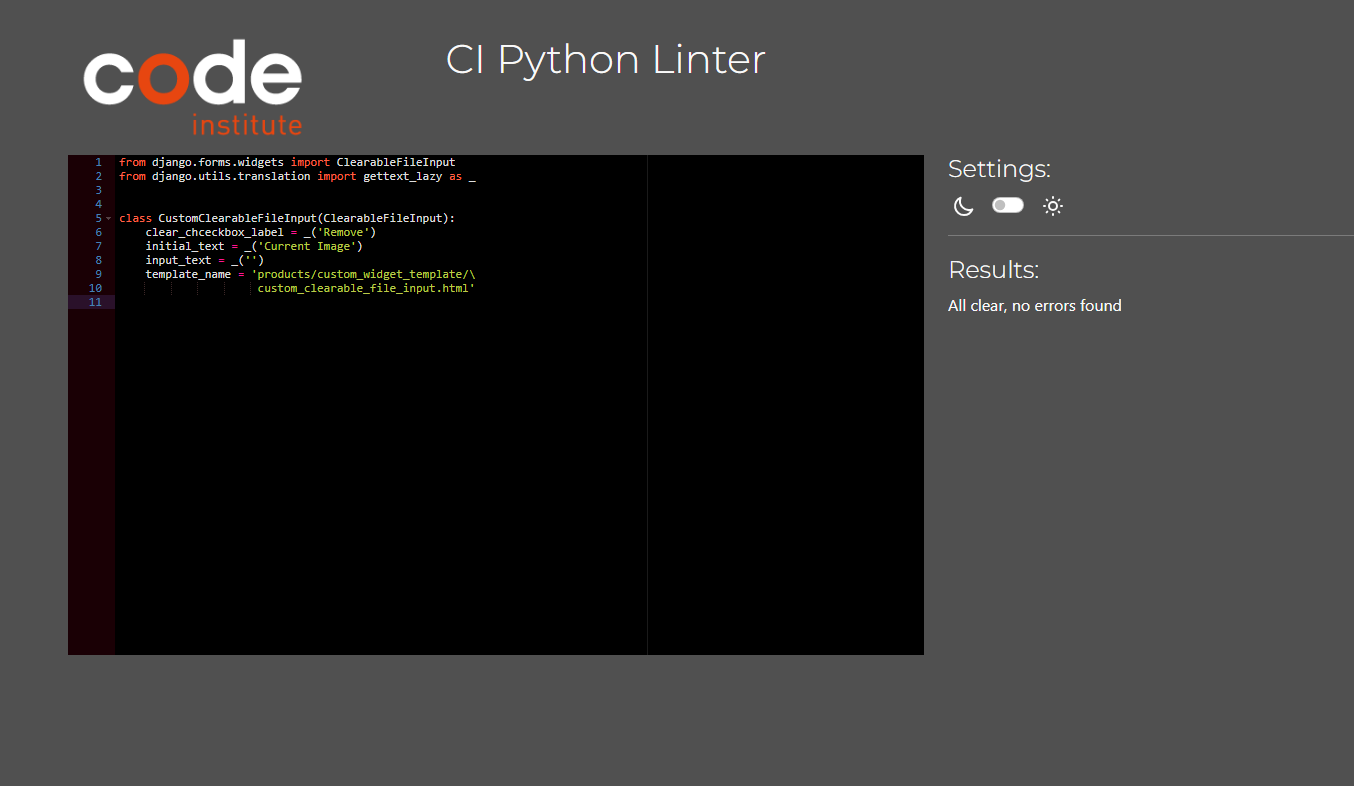 code
institute
CI Python Linter
1 from django.forms.widgets import ClearableFileInput
2 from django.utils.translation import gettext_lazy as _
3
4
5 class CustomClearableFileInput(ClearableFileInput):
6     clear_chceckbox_label = _('Remove')
7     initial_text = _('Current Image')
8     input_text = _('')
9     template_name = 'products/custom_widget_template/\
10                      custom_clearable_file_input.html'
11
Settings:
Results:
All clear, no errors found